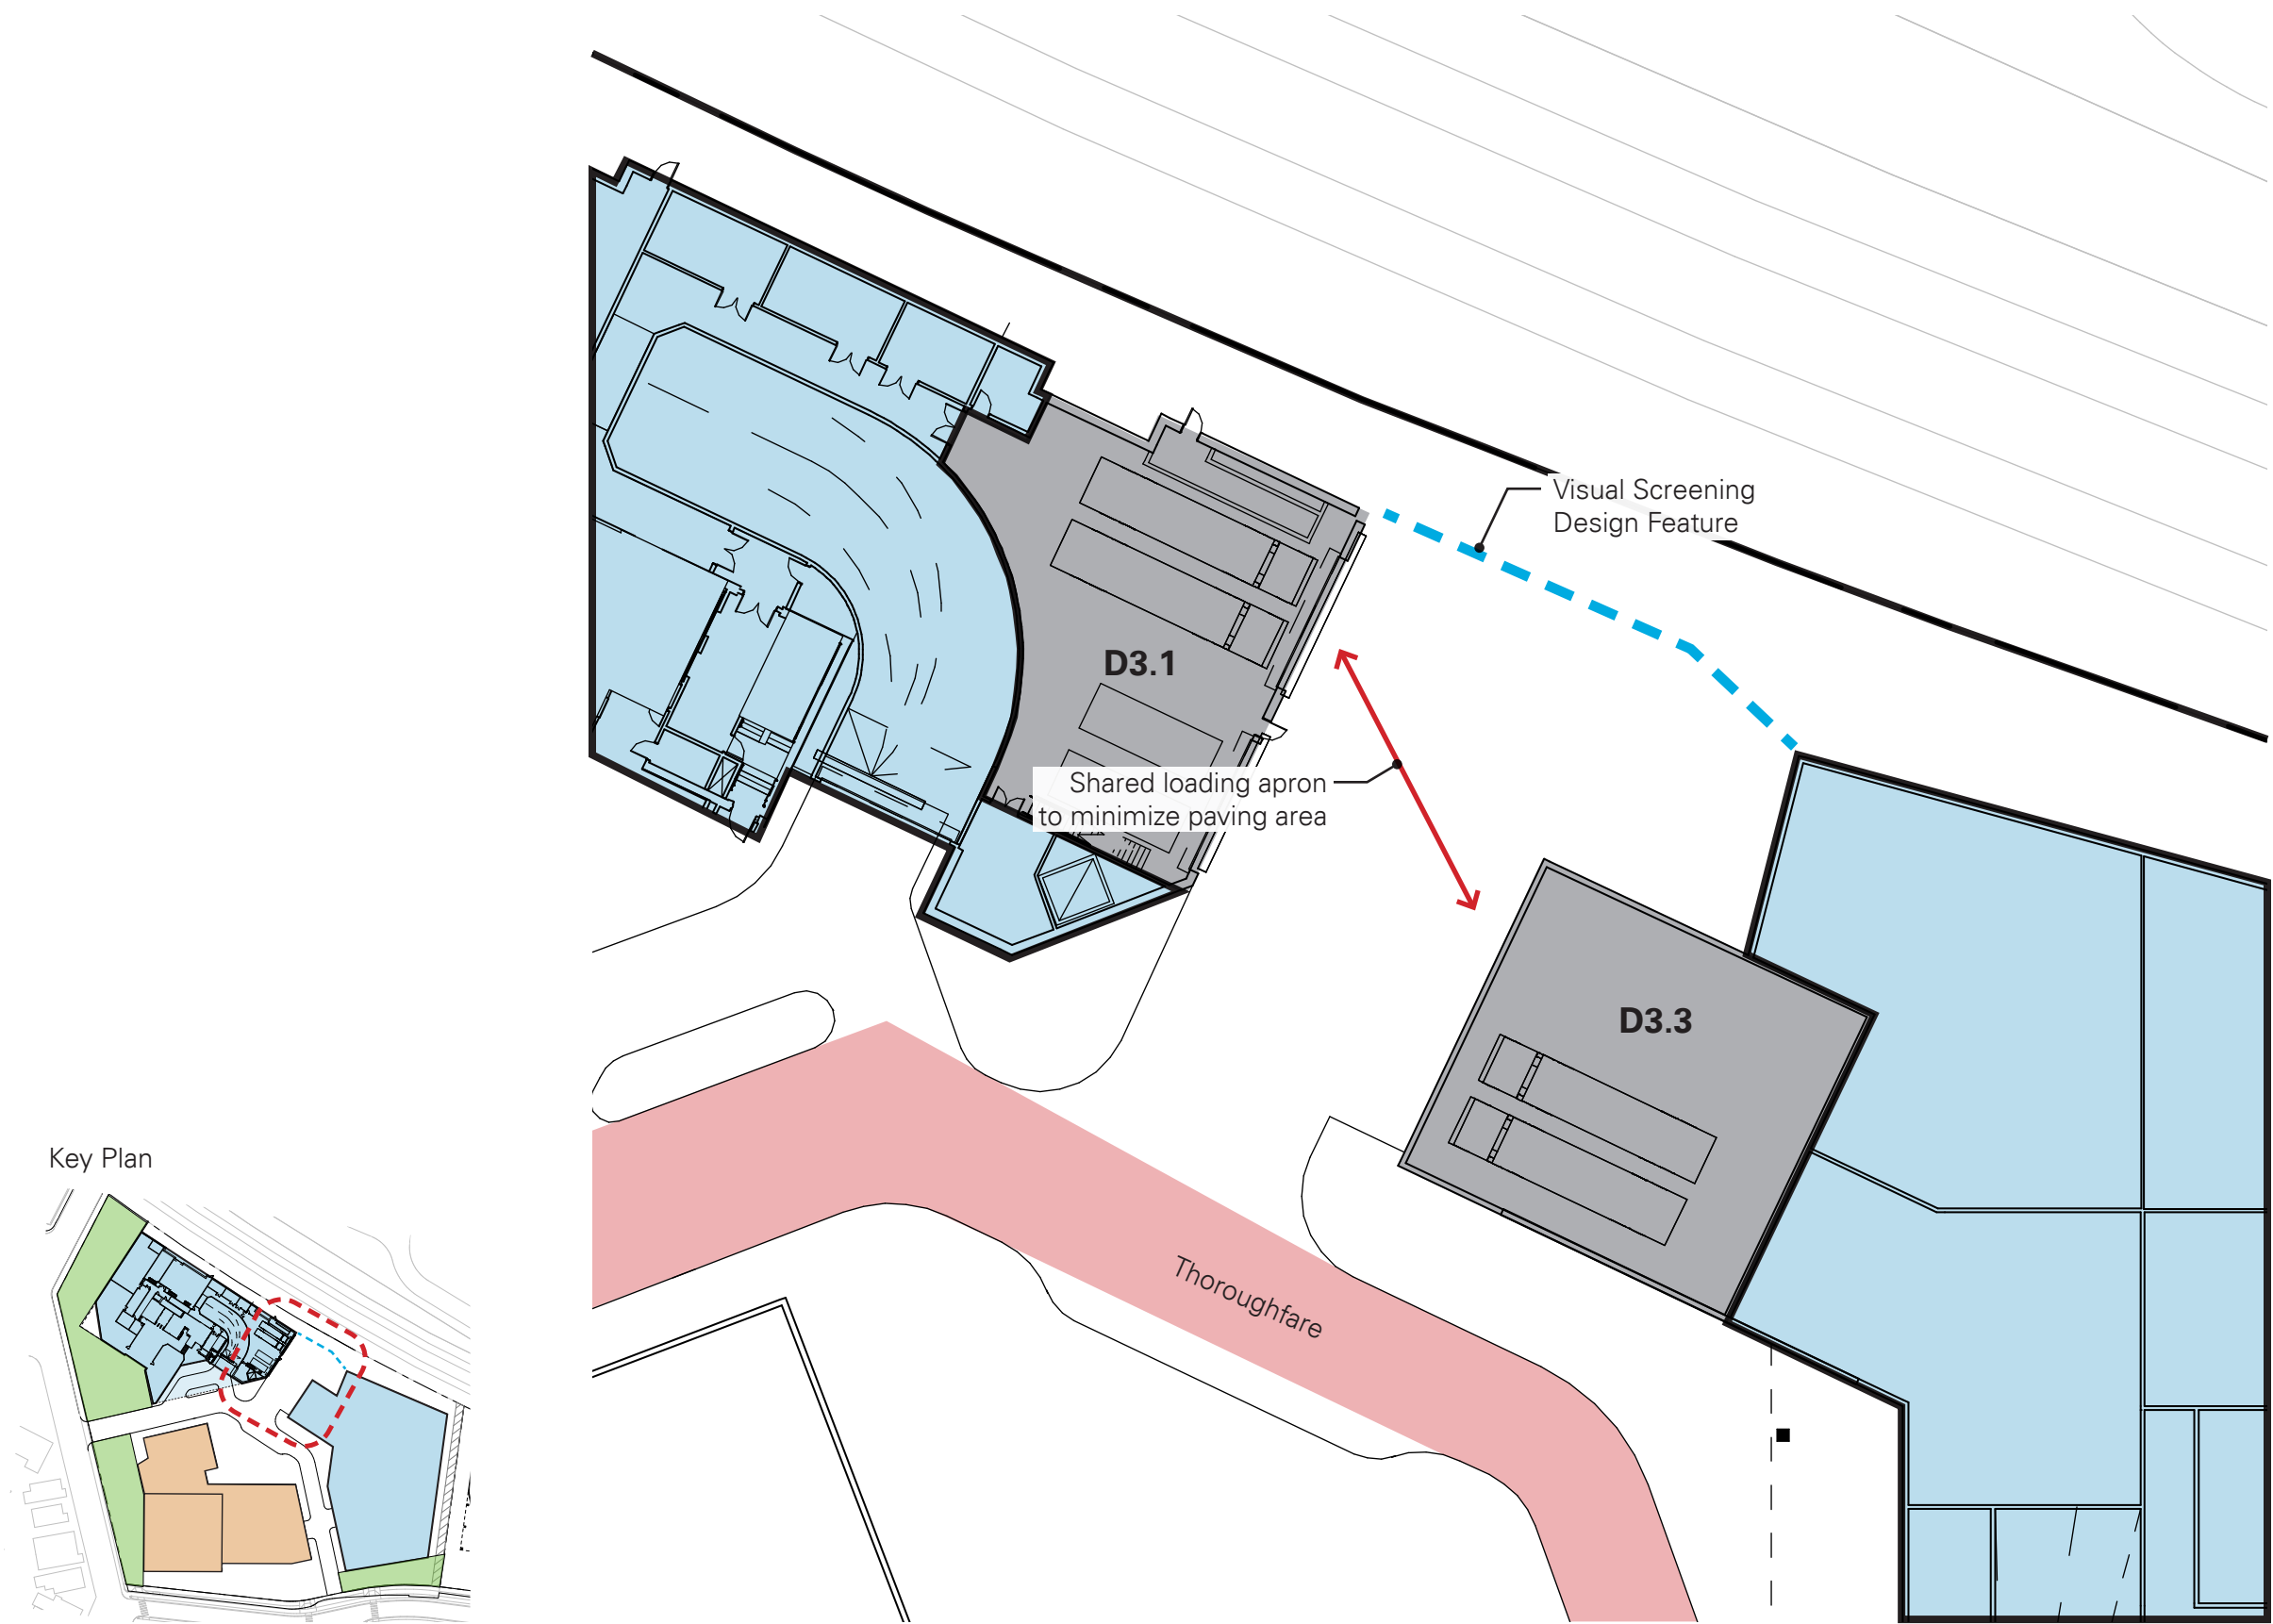 Visual Screening
Design Feature
D3.1
Shared loading apron
to minimize paving area
D3.3
Thoroughfare
Key Plan